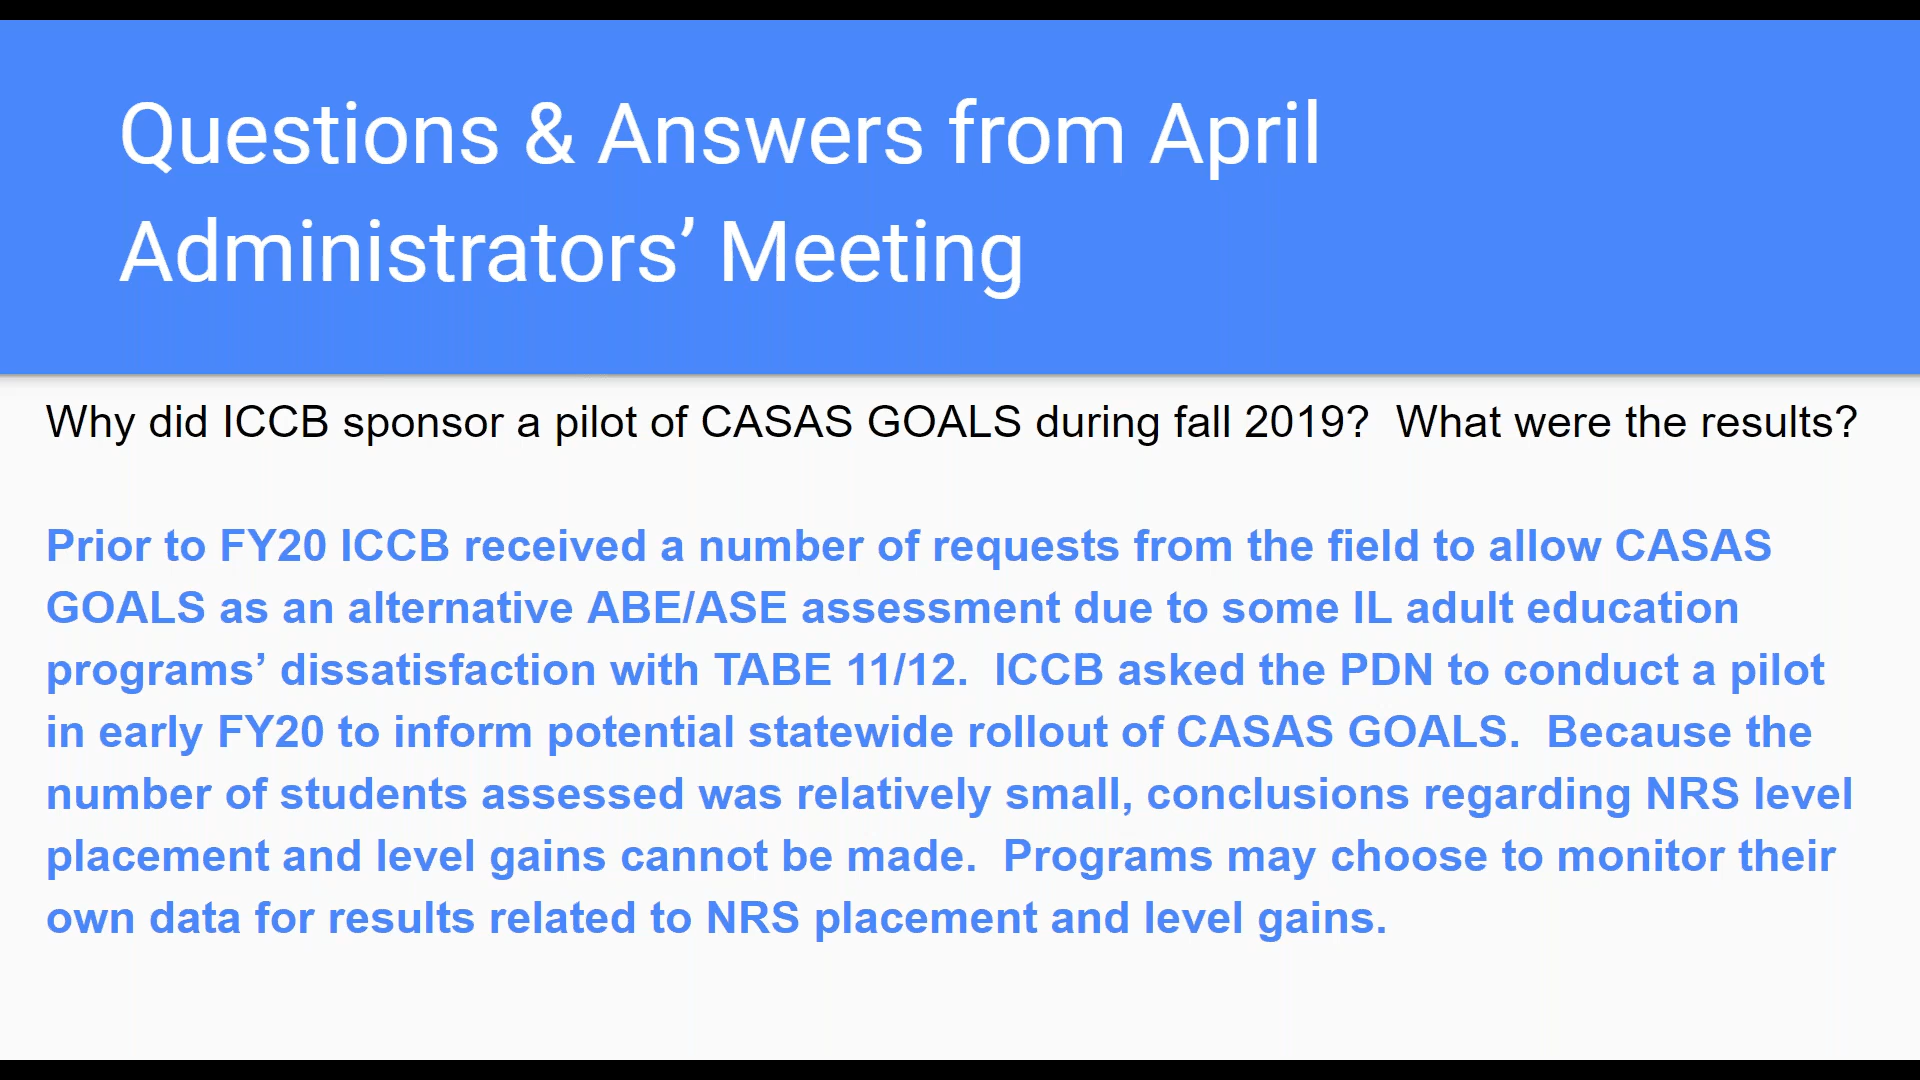 Questions & Answers from April
Administrators’ Meeting
Why did ICCB sponsor a pilot of CASAS GOALS during fall 2019?  What were the results?
Prior to FY20 ICCB received a number of requests from the field to allow CASAS
GOALS as an alternative ABE/ASE assessment due to some IL adult education
programs’ dissatisfaction with TABE 11/12.  ICCB asked the PDN to conduct a pilot
in early FY20 to inform potential statewide rollout of CASAS GOALS.  Because the
number of students assessed was relatively small, conclusions regarding NRS level
placement and level gains cannot be made.  Programs may choose to monitor their
own data for results related to NRS placement and level gains.